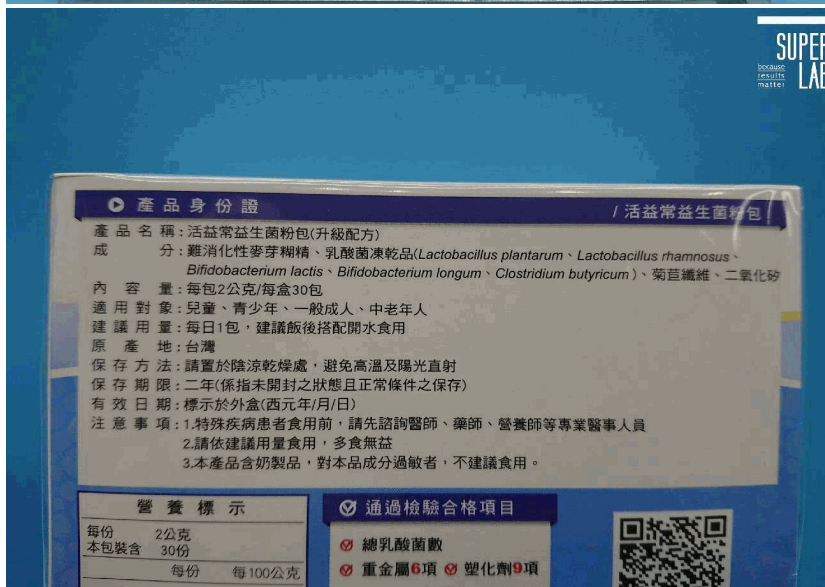 SUPER
LAB
because
results
matter
產品身份證
/ 活益常益生菌粉包
產品名稱:活益常益生菌粉包(升級配方)
成分:難消化性麥芽糊精、乳酸菌凍乾品(Lactobacillus plantarum、Lactobacillus rhamnosus、
Bifidobacterium lactis、Bifidobacterium longum、Clostridium butyricum)、菊苣纖維、二氧化矽
內容量:每包2公克/每盒30包
適用對象:兒童、青少年、一般成人、中老年人
建議用量:每日1包,建議飯後搭配開水食用
原產地:台灣
保存方法:請置於陰涼乾燥處,避免高溫及陽光直射
保存期限:二年(係指未開封之狀態且正常條件之保存)
有效日期:標示於外盒(西元年/月/日)
注意事項:1.特殊疾病患者食用前,請先諮詢醫師、藥師、營養師等專業醫事人員
2.請依建議用量食用,多食無益
3.本產品含奶製品,對本品成分過敏者,不建議食用。
營養標示
每份 2公克
本包裝含 30份
每份 每100公克
通過檢驗合格項目
總乳酸菌數
重金屬6項 塑化劑9項